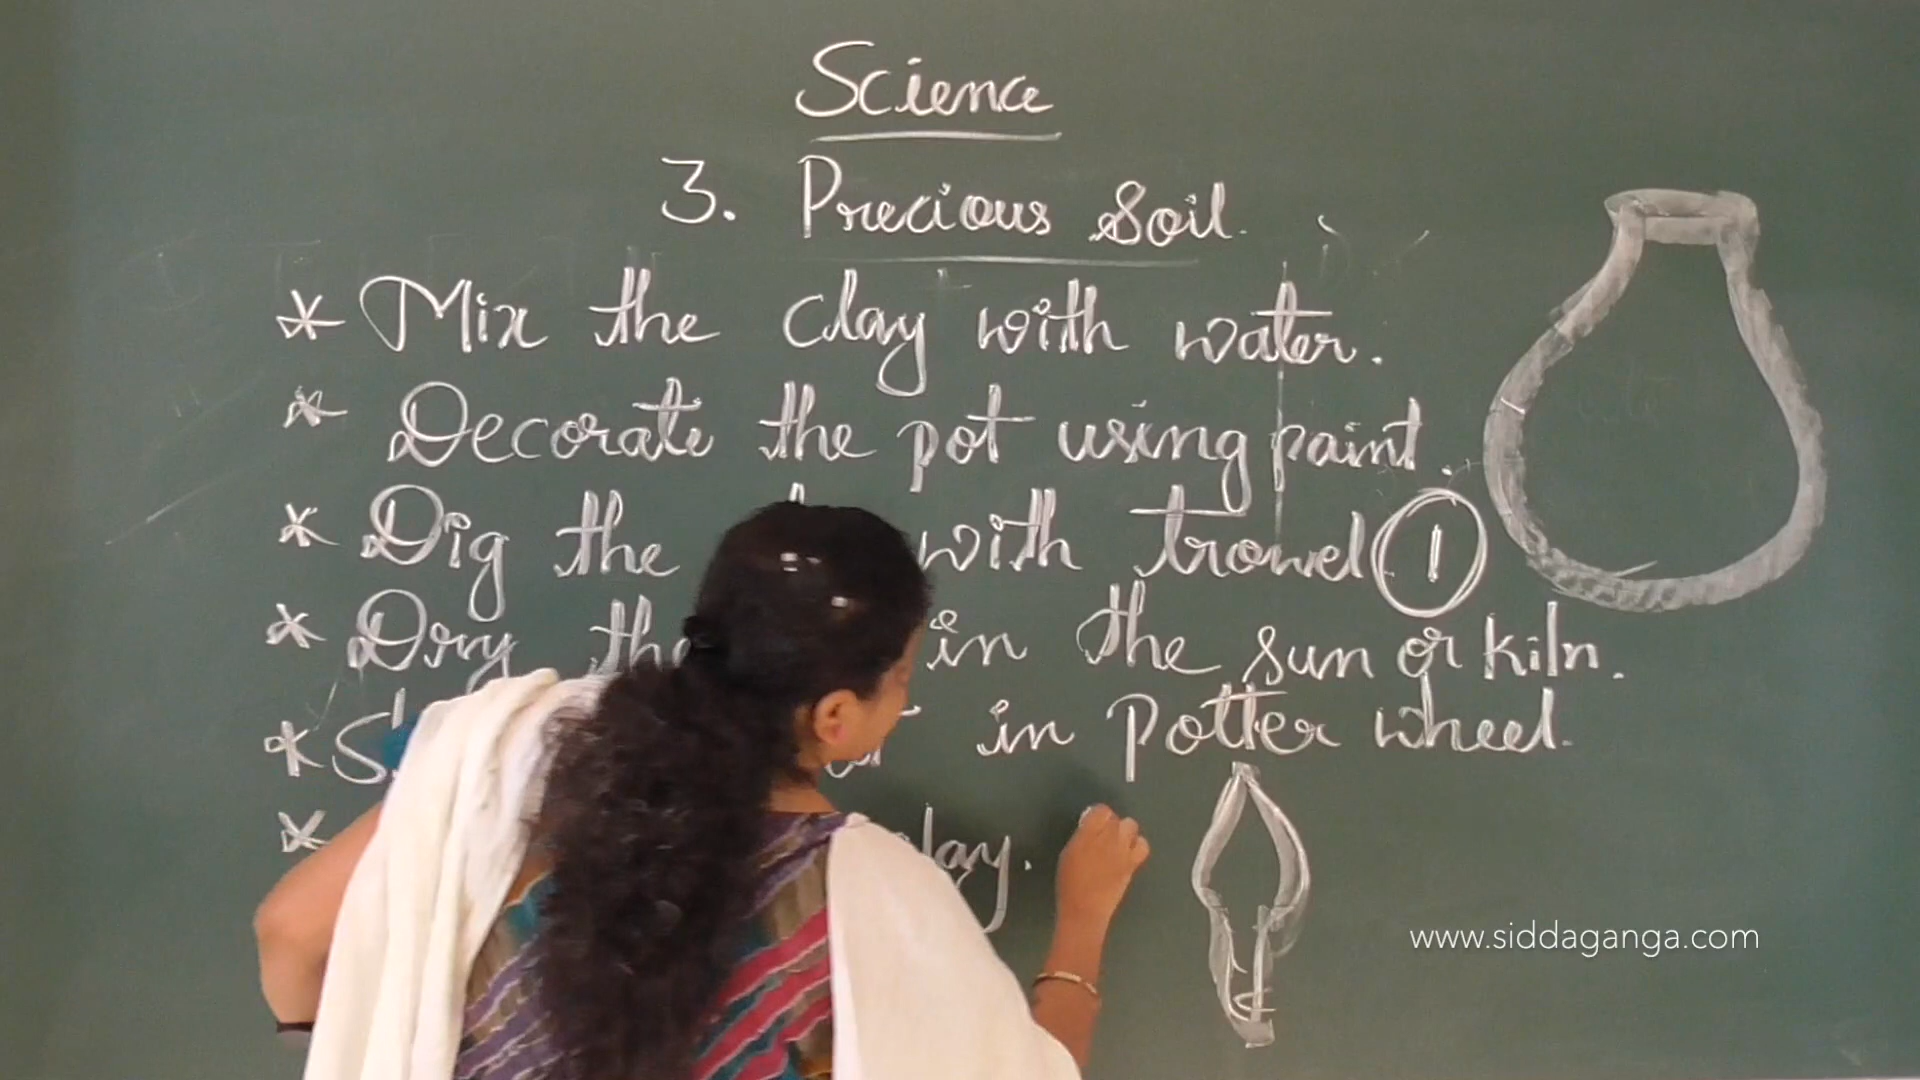 Science
3. Precious Soil.
* Mix the clay with water.
* Decorate the pot using paint.
* Dig the with trowel 1
* Dry the in the sun or kiln.
* in Potter wheel.
*
www.siddaganga.com